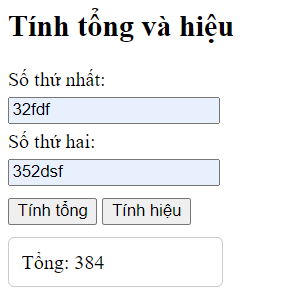 Tính tổng và hiệu
Số thứ nhất:
32fdf
Số thứ hai:
352dsf
Tính tổng Tính hiệu
Tổng: 384